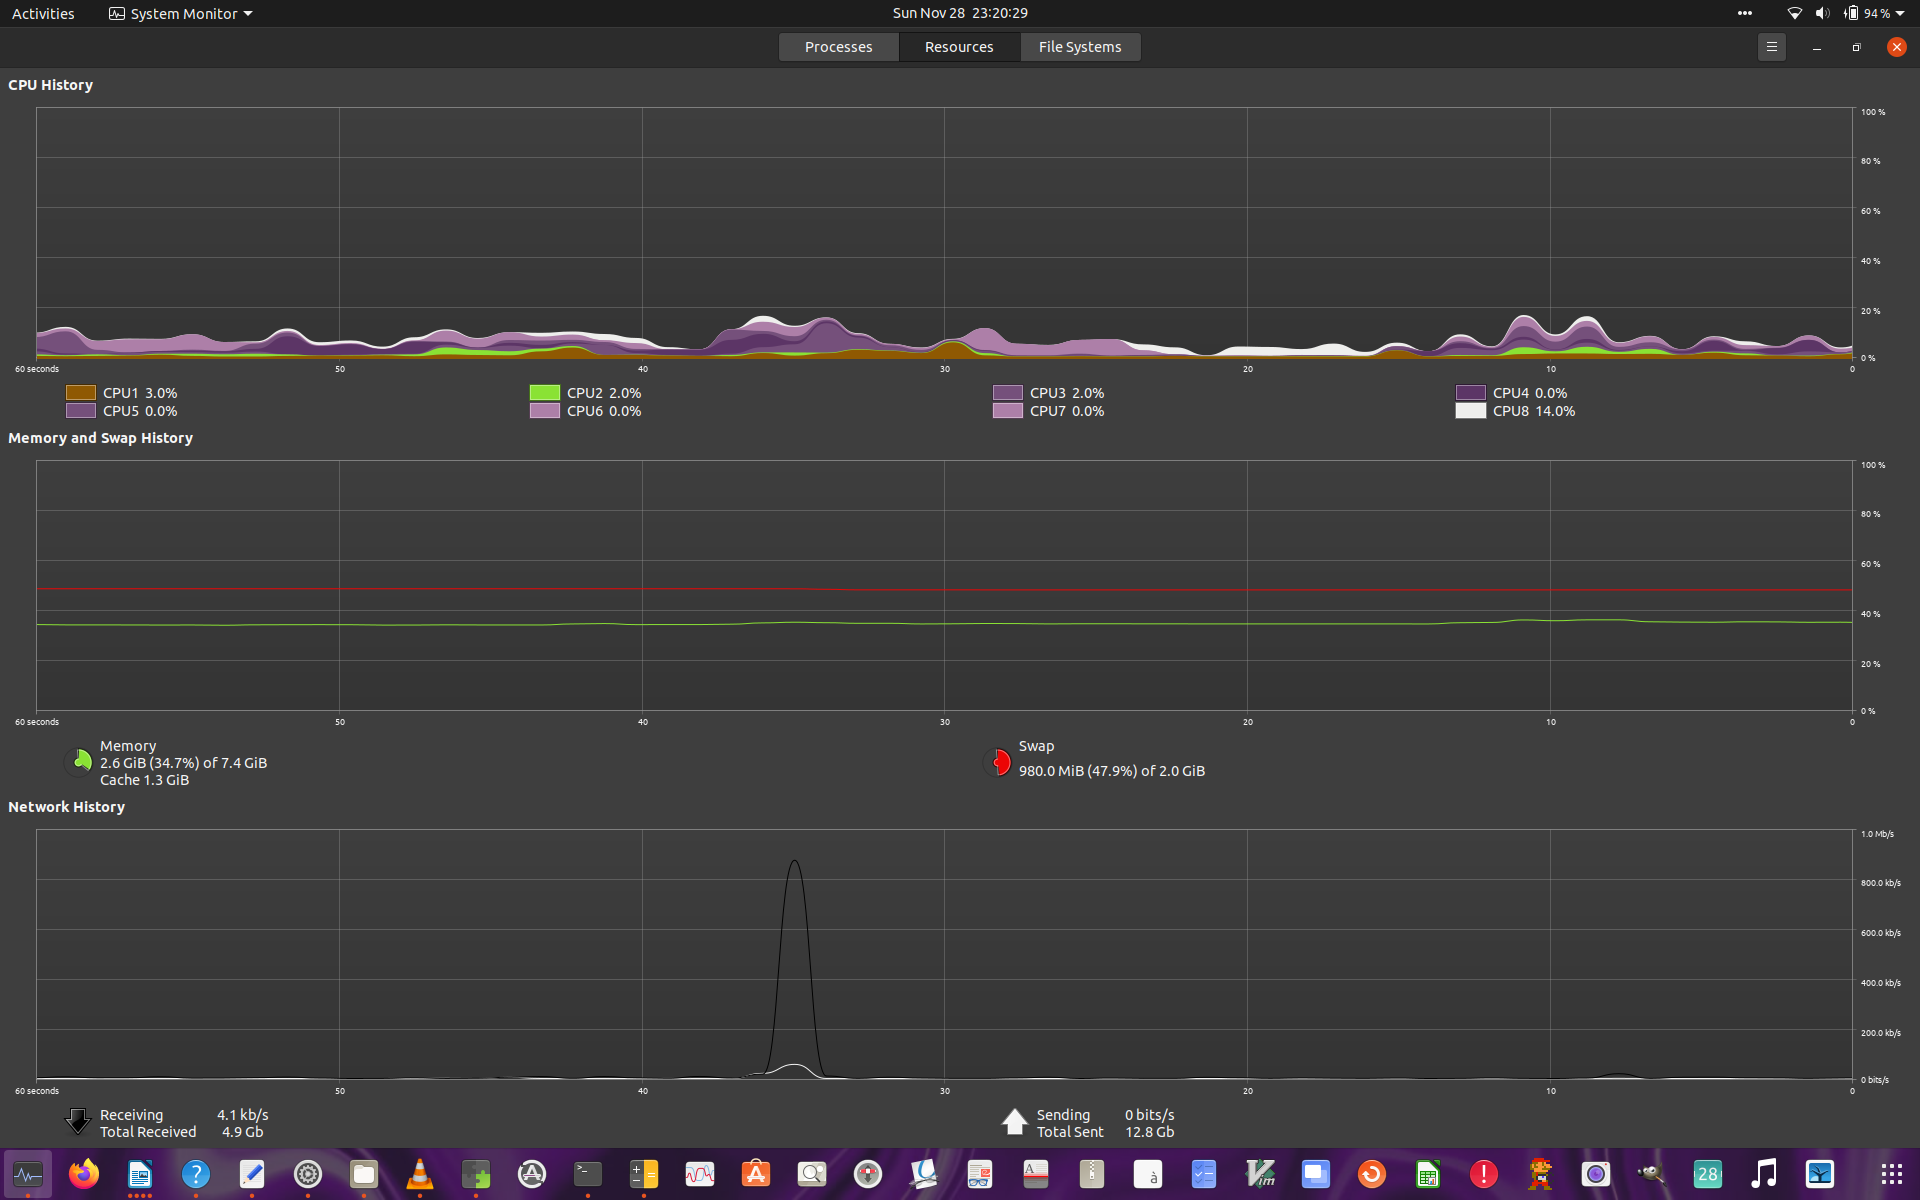 Activities
System Monitor
Sun Nov 28 23:20:29
94 %
Processes
Resources
File Systems
CPU History
100 %
80 %
60 %
40 %
20 %
0 %
60 seconds
50
40
30
20
10
0
CPU1 3.0%
CPU2 2.0%
CPU3 2.0%
CPU4 0.0%
CPU5 0.0%
CPU6 0.0%
CPU7 0.0%
CPU8 14.0%
Memory and Swap History
100 %
80 %
60 %
40 %
20 %
0 %
60 seconds
50
40
30
20
10
0
Memory
2.6 GiB (34.7%) of 7.4 GiB
Cache 1.3 GiB
Swap
980.0 MiB (47.9%) of 2.0 GiB
Network History
1.0 Mb/s
800.0 kb/s
600.0 kb/s
400.0 kb/s
200.0 kb/s
0 bits/s
60 seconds
50
40
30
20
10
0
Receiving 4.1 kb/s
Total Received 4.9 Gb
Sending 0 bits/s
Total Sent 12.8 Gb
?
>_
A
à
Vim
!
28